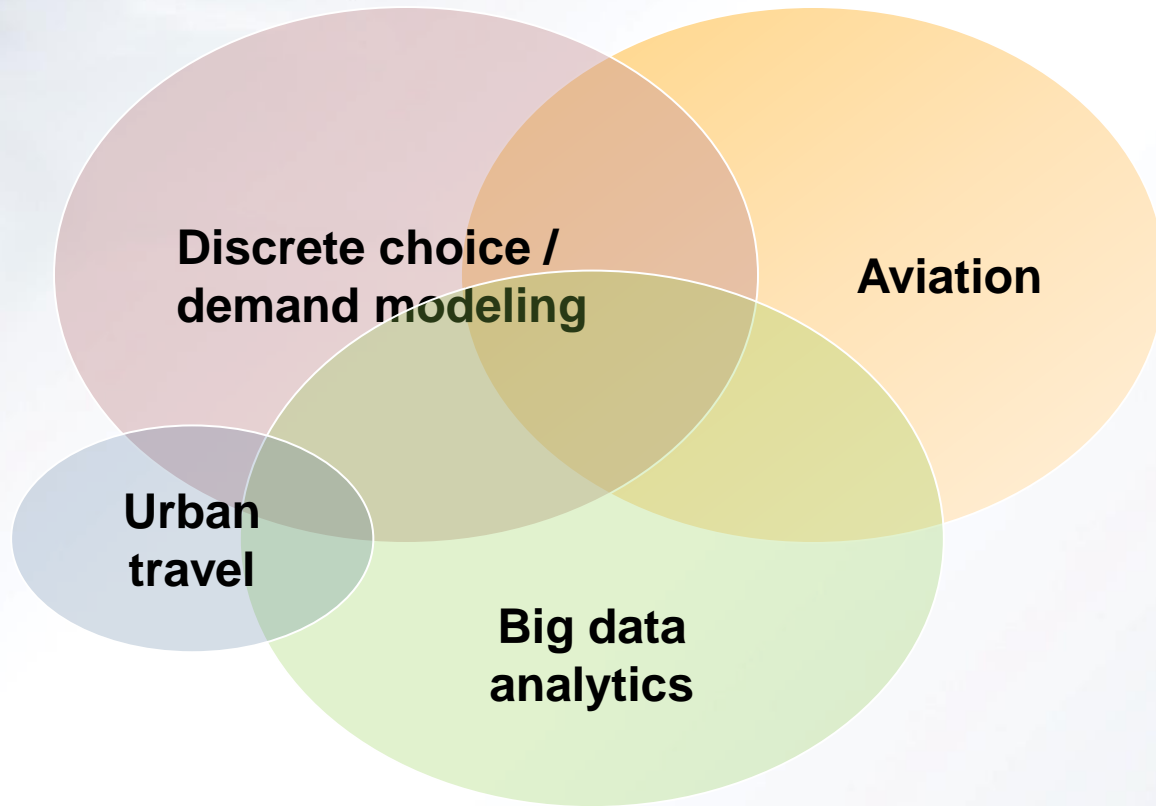 Discrete choice /
demand modeling
Aviation
Urban
travel
Big data
analytics